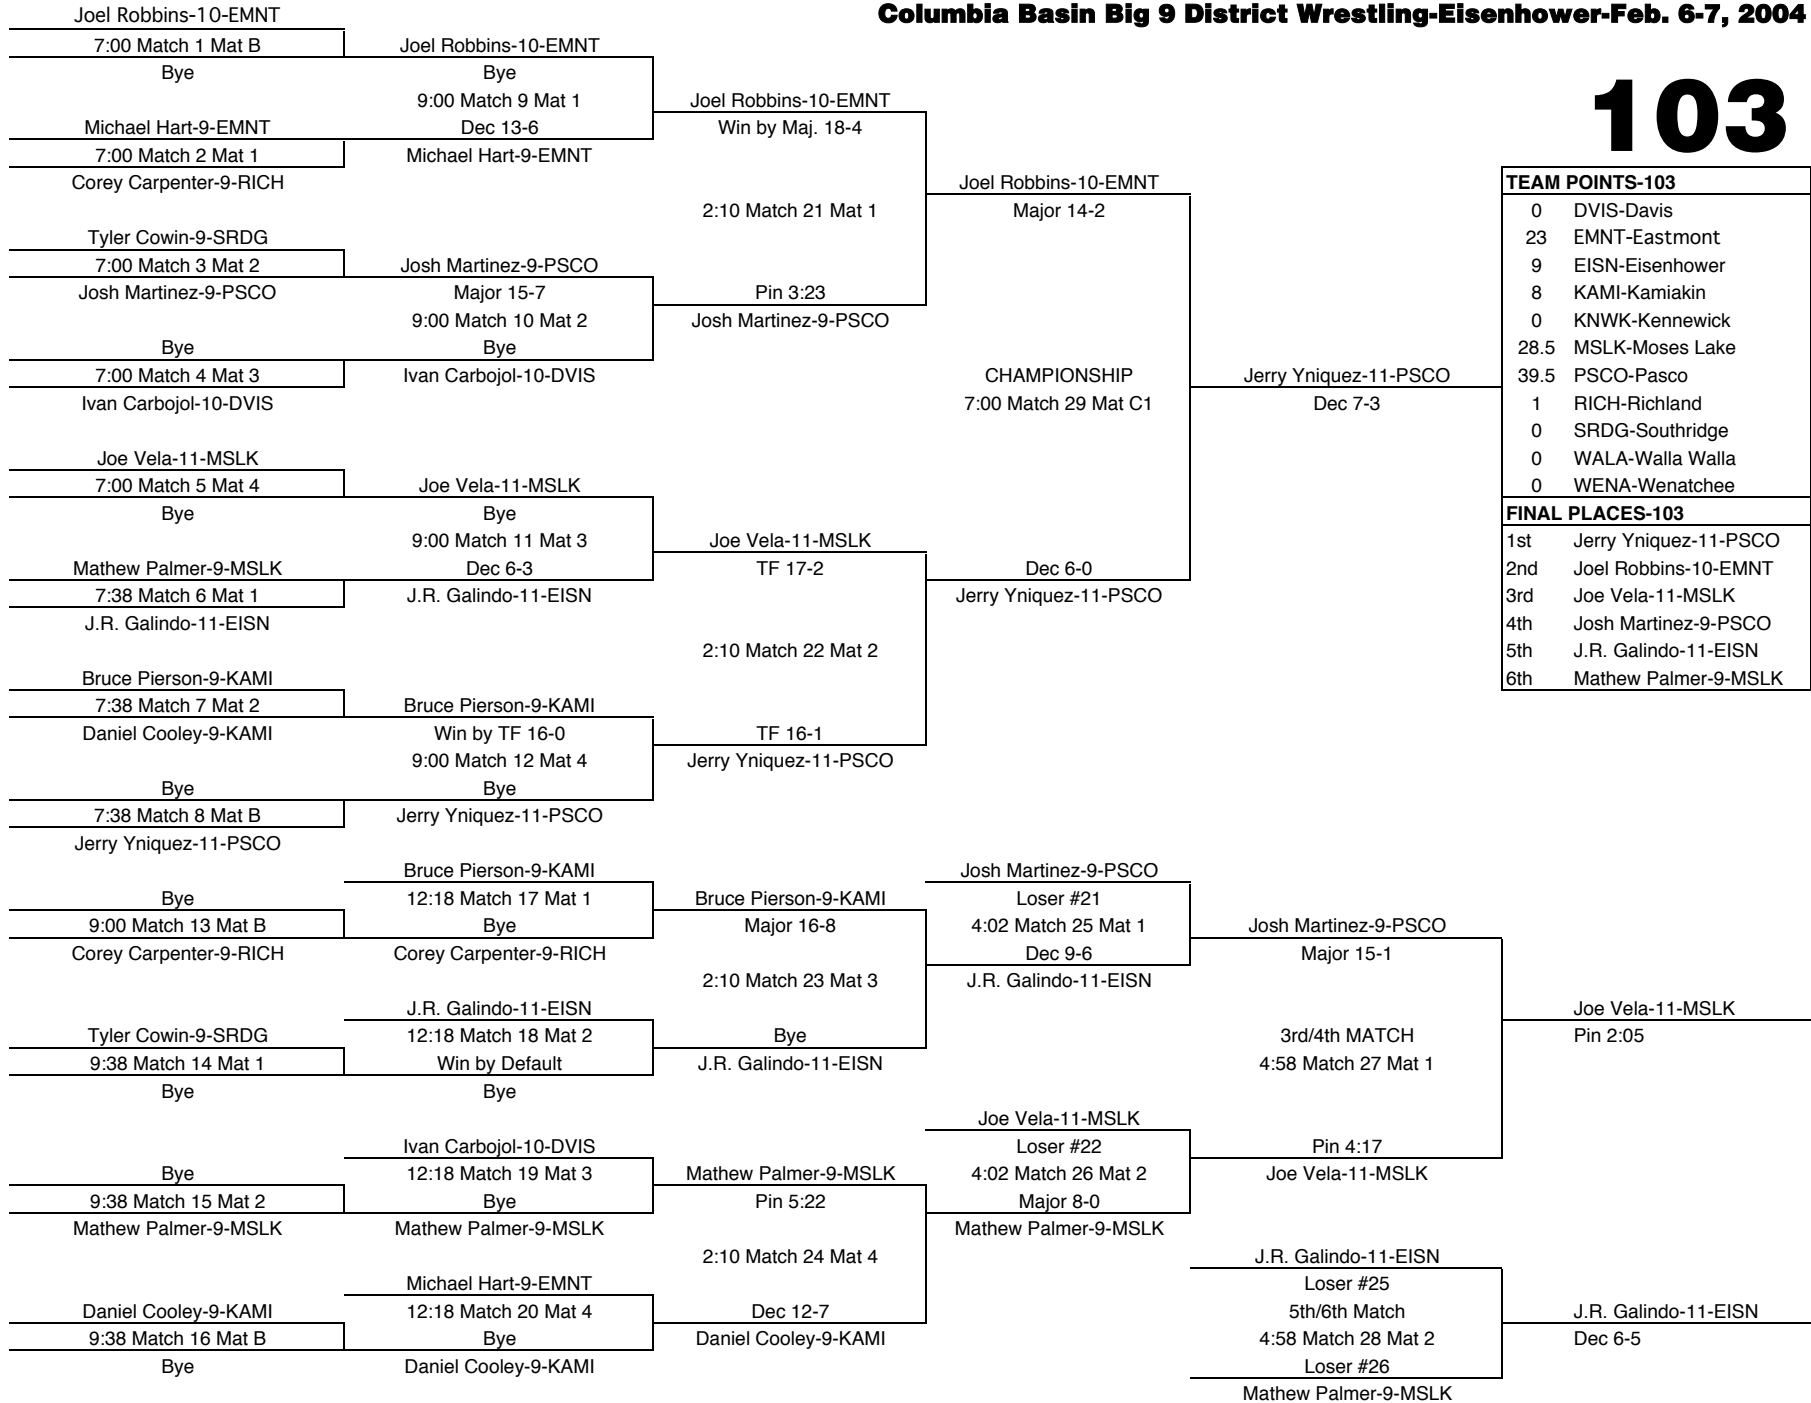 Columbia Basin Big 9 District Wrestling-Eisenhower-Feb. 6-7, 2004
103
Joel Robbins-10-EMNT
7:00 Match 1 Mat B
Bye
Michael Hart-9-EMNT
7:00 Match 2 Mat 1
Corey Carpenter-9-RICH
Tyler Cowin-9-SRDG
7:00 Match 3 Mat 2
Josh Martinez-9-PSCO
Bye
7:00 Match 4 Mat 3
Ivan Carbojol-10-DVIS
Joe Vela-11-MSLK
7:00 Match 5 Mat 4
Bye
Mathew Palmer-9-MSLK
7:38 Match 6 Mat 1
J.R. Galindo-11-EISN
Bruce Pierson-9-KAMI
7:38 Match 7 Mat 2
Daniel Cooley-9-KAMI
Bye
7:38 Match 8 Mat B
Jerry Yniquez-11-PSCO
Joel Robbins-10-EMNT
Bye
9:00 Match 9 Mat 1
Dec 13-6
Michael Hart-9-EMNT
Josh Martinez-9-PSCO
Major 15-7
9:00 Match 10 Mat 2
Bye
Ivan Carbojol-10-DVIS
Joe Vela-11-MSLK
Bye
9:00 Match 11 Mat 3
Dec 6-3
J.R. Galindo-11-EISN
Bruce Pierson-9-KAMI
Win by TF 16-0
9:00 Match 12 Mat 4
Bye
Jerry Yniquez-11-PSCO
Joel Robbins-10-EMNT
Win by Maj. 18-4
2:10 Match 21 Mat 1
Pin 3:23
Josh Martinez-9-PSCO
Joe Vela-11-MSLK
TF 17-2
2:10 Match 22 Mat 2
TF 16-1
Jerry Yniquez-11-PSCO
Joel Robbins-10-EMNT
Major 14-2
CHAMPIONSHIP
7:00 Match 29 Mat C1
Dec 6-0
Jerry Yniquez-11-PSCO
Jerry Yniquez-11-PSCO
Dec 7-3
TEAM POINTS-103
0 DVIS-Davis
23 EMNT-Eastmont
9 EISN-Eisenhower
8 KAMI-Kamiakin
0 KNWK-Kennewick
28.5 MSLK-Moses Lake
39.5 PSCO-Pasco
1 RICH-Richland
0 SRDG-Southridge
0 WALA-Walla Walla
0 WENA-Wenatchee
FINAL PLACES-103
1st Jerry Yniquez-11-PSCO
2nd Joel Robbins-10-EMNT
3rd Joe Vela-11-MSLK
4th Josh Martinez-9-PSCO
5th J.R. Galindo-11-EISN
6th Mathew Palmer-9-MSLK
Bye
9:00 Match 13 Mat B
Corey Carpenter-9-RICH
Tyler Cowin-9-SRDG
9:38 Match 14 Mat 1
Bye
Bye
9:38 Match 15 Mat 2
Mathew Palmer-9-MSLK
Daniel Cooley-9-KAMI
9:38 Match 16 Mat B
Bye
Bruce Pierson-9-KAMI
12:18 Match 17 Mat 1
Bye
Corey Carpenter-9-RICH
J.R. Galindo-11-EISN
12:18 Match 18 Mat 2
Win by Default
Bye
Ivan Carbojol-10-DVIS
12:18 Match 19 Mat 3
Bye
Mathew Palmer-9-MSLK
Michael Hart-9-EMNT
12:18 Match 20 Mat 4
Bye
Daniel Cooley-9-KAMI
Bruce Pierson-9-KAMI
Major 16-8
2:10 Match 23 Mat 3
Bye
J.R. Galindo-11-EISN
Mathew Palmer-9-MSLK
Pin 5:22
2:10 Match 24 Mat 4
Dec 12-7
Daniel Cooley-9-KAMI
Josh Martinez-9-PSCO
Loser #21
4:02 Match 25 Mat 1
Dec 9-6
J.R. Galindo-11-EISN
Joe Vela-11-MSLK
Loser #22
4:02 Match 26 Mat 2
Major 8-0
Mathew Palmer-9-MSLK
Josh Martinez-9-PSCO
Major 15-1
3rd/4th MATCH
4:58 Match 27 Mat 1
Pin 4:17
Joe Vela-11-MSLK
J.R. Galindo-11-EISN
Loser #25
5th/6th Match
4:58 Match 28 Mat 2
Loser #26
Mathew Palmer-9-MSLK
Joe Vela-11-MSLK
Pin 2:05
J.R. Galindo-11-EISN
Dec 6-5